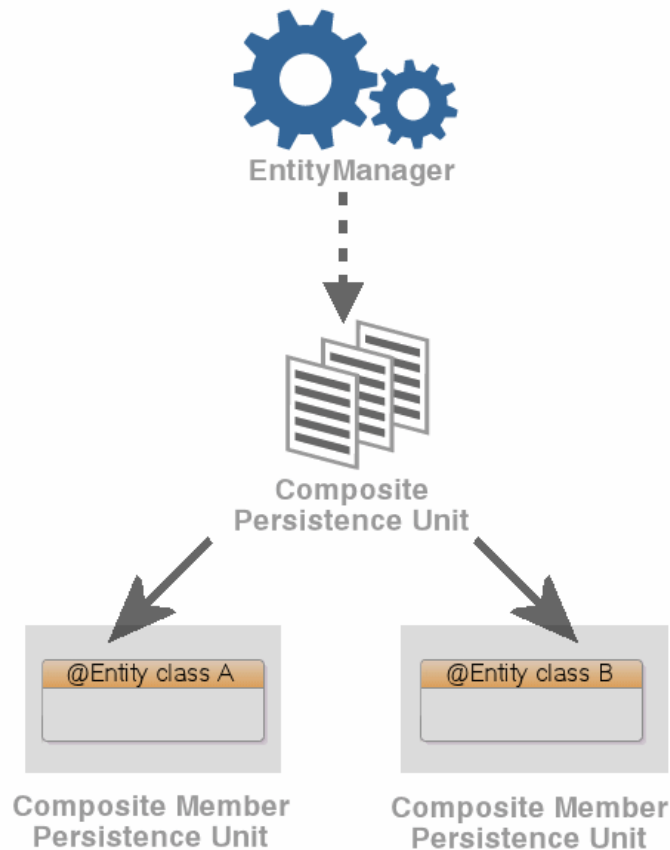 EntityManager
Composite
Persistence Unit
@Entity class A
@Entity class B
Composite Member
Persistence Unit
Composite Member
Persistence Unit